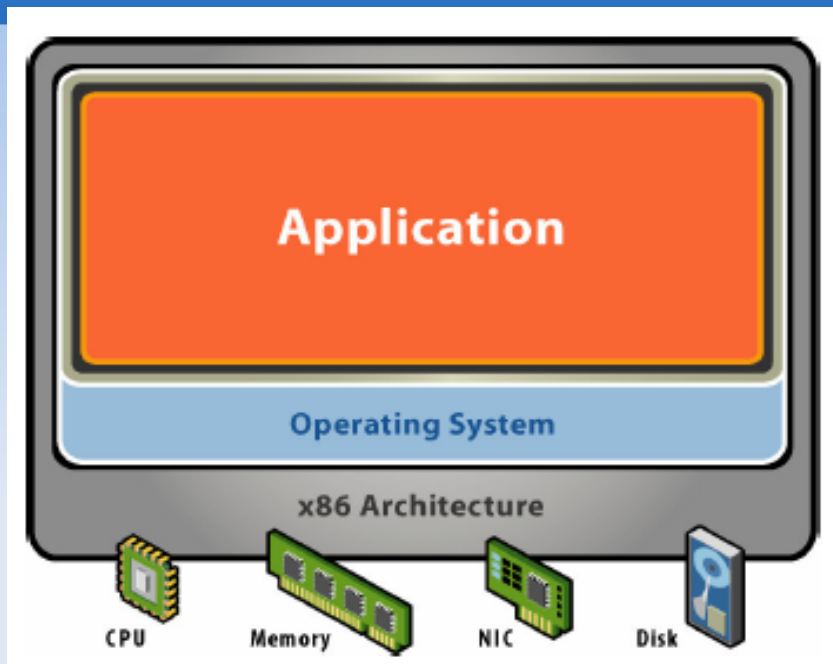 Application
Operating System
x86 Architecture
CPU Memory NIC Disk